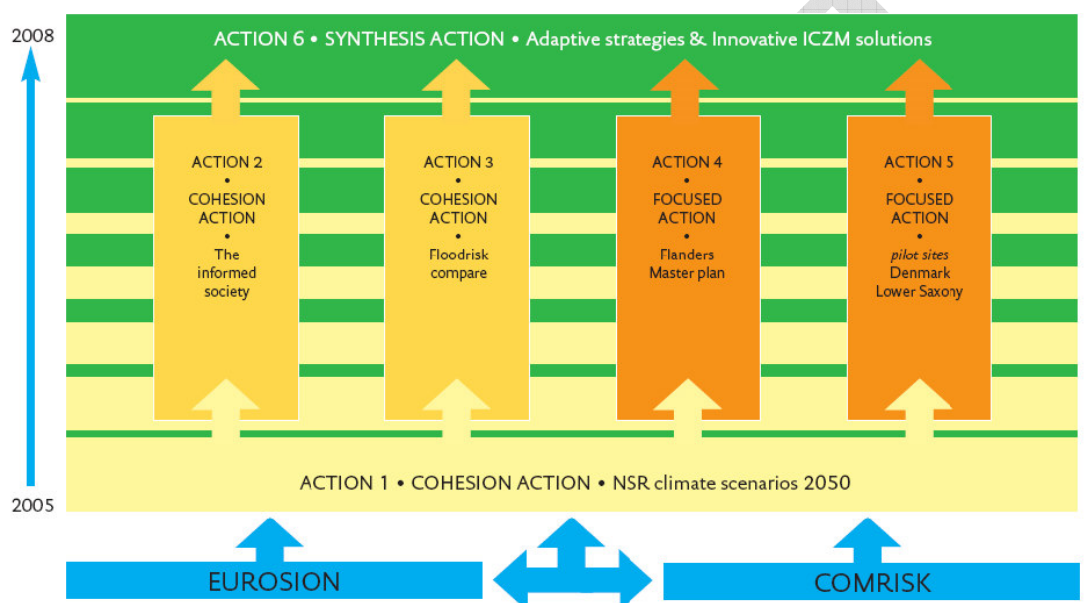 2008
ACTION 6 • SYNTHESIS ACTION • Adaptive strategies & Innovative ICZM solutions
ACTION 2
•
COHESION
ACTION
•
The
informed
society
ACTION 3
•
COHESION
ACTION
•
Floodrisk
compare
ACTION 4
•
FOCUSED
ACTION
•
Flanders
Master plan
ACTION 5
•
FOCUSED
ACTION
•
pilot sites
Denmark
Lower Saxony
ACTION 1 • COHESION ACTION • NSR climate scenarios 2050
2005
EUROSION
COMRISK